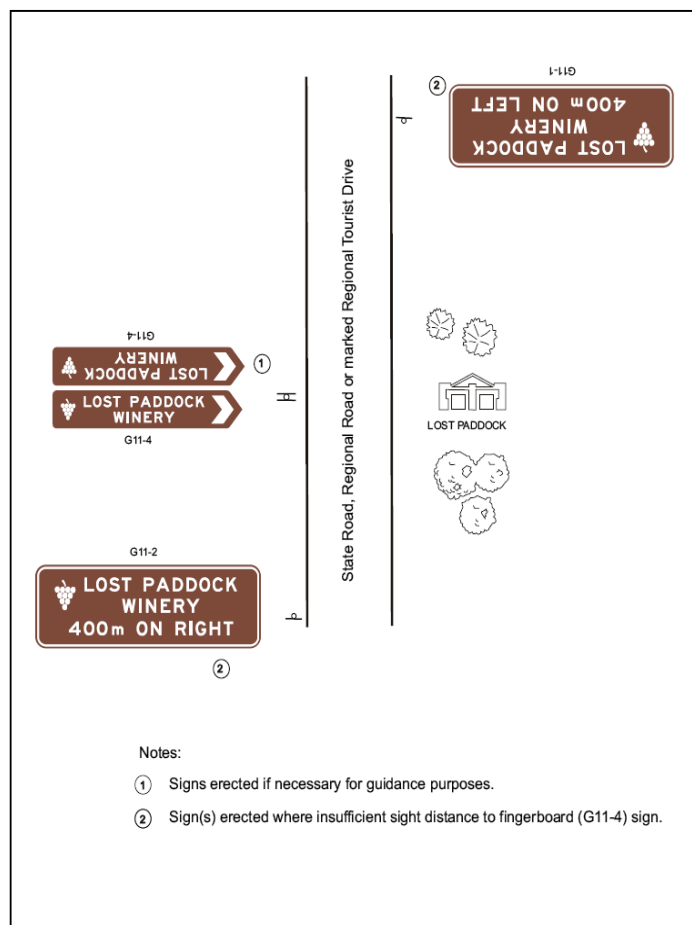 G11-1
2
LOST PADDOCK
WINERY
400m ON LEFT
State Road, Regional Road or marked Regional Tourist Drive
G11-4
LOST PADDOCK
WINERY
1
LOST PADDOCK
WINERY
G11-4
LOST PADDOCK
G11-2
LOST PADDOCK
WINERY
400m ON RIGHT
2
Notes:
1 Signs erected if necessary for guidance purposes.
2 Sign(s) erected where insufficient sight distance to fingerboard (G11-4) sign.